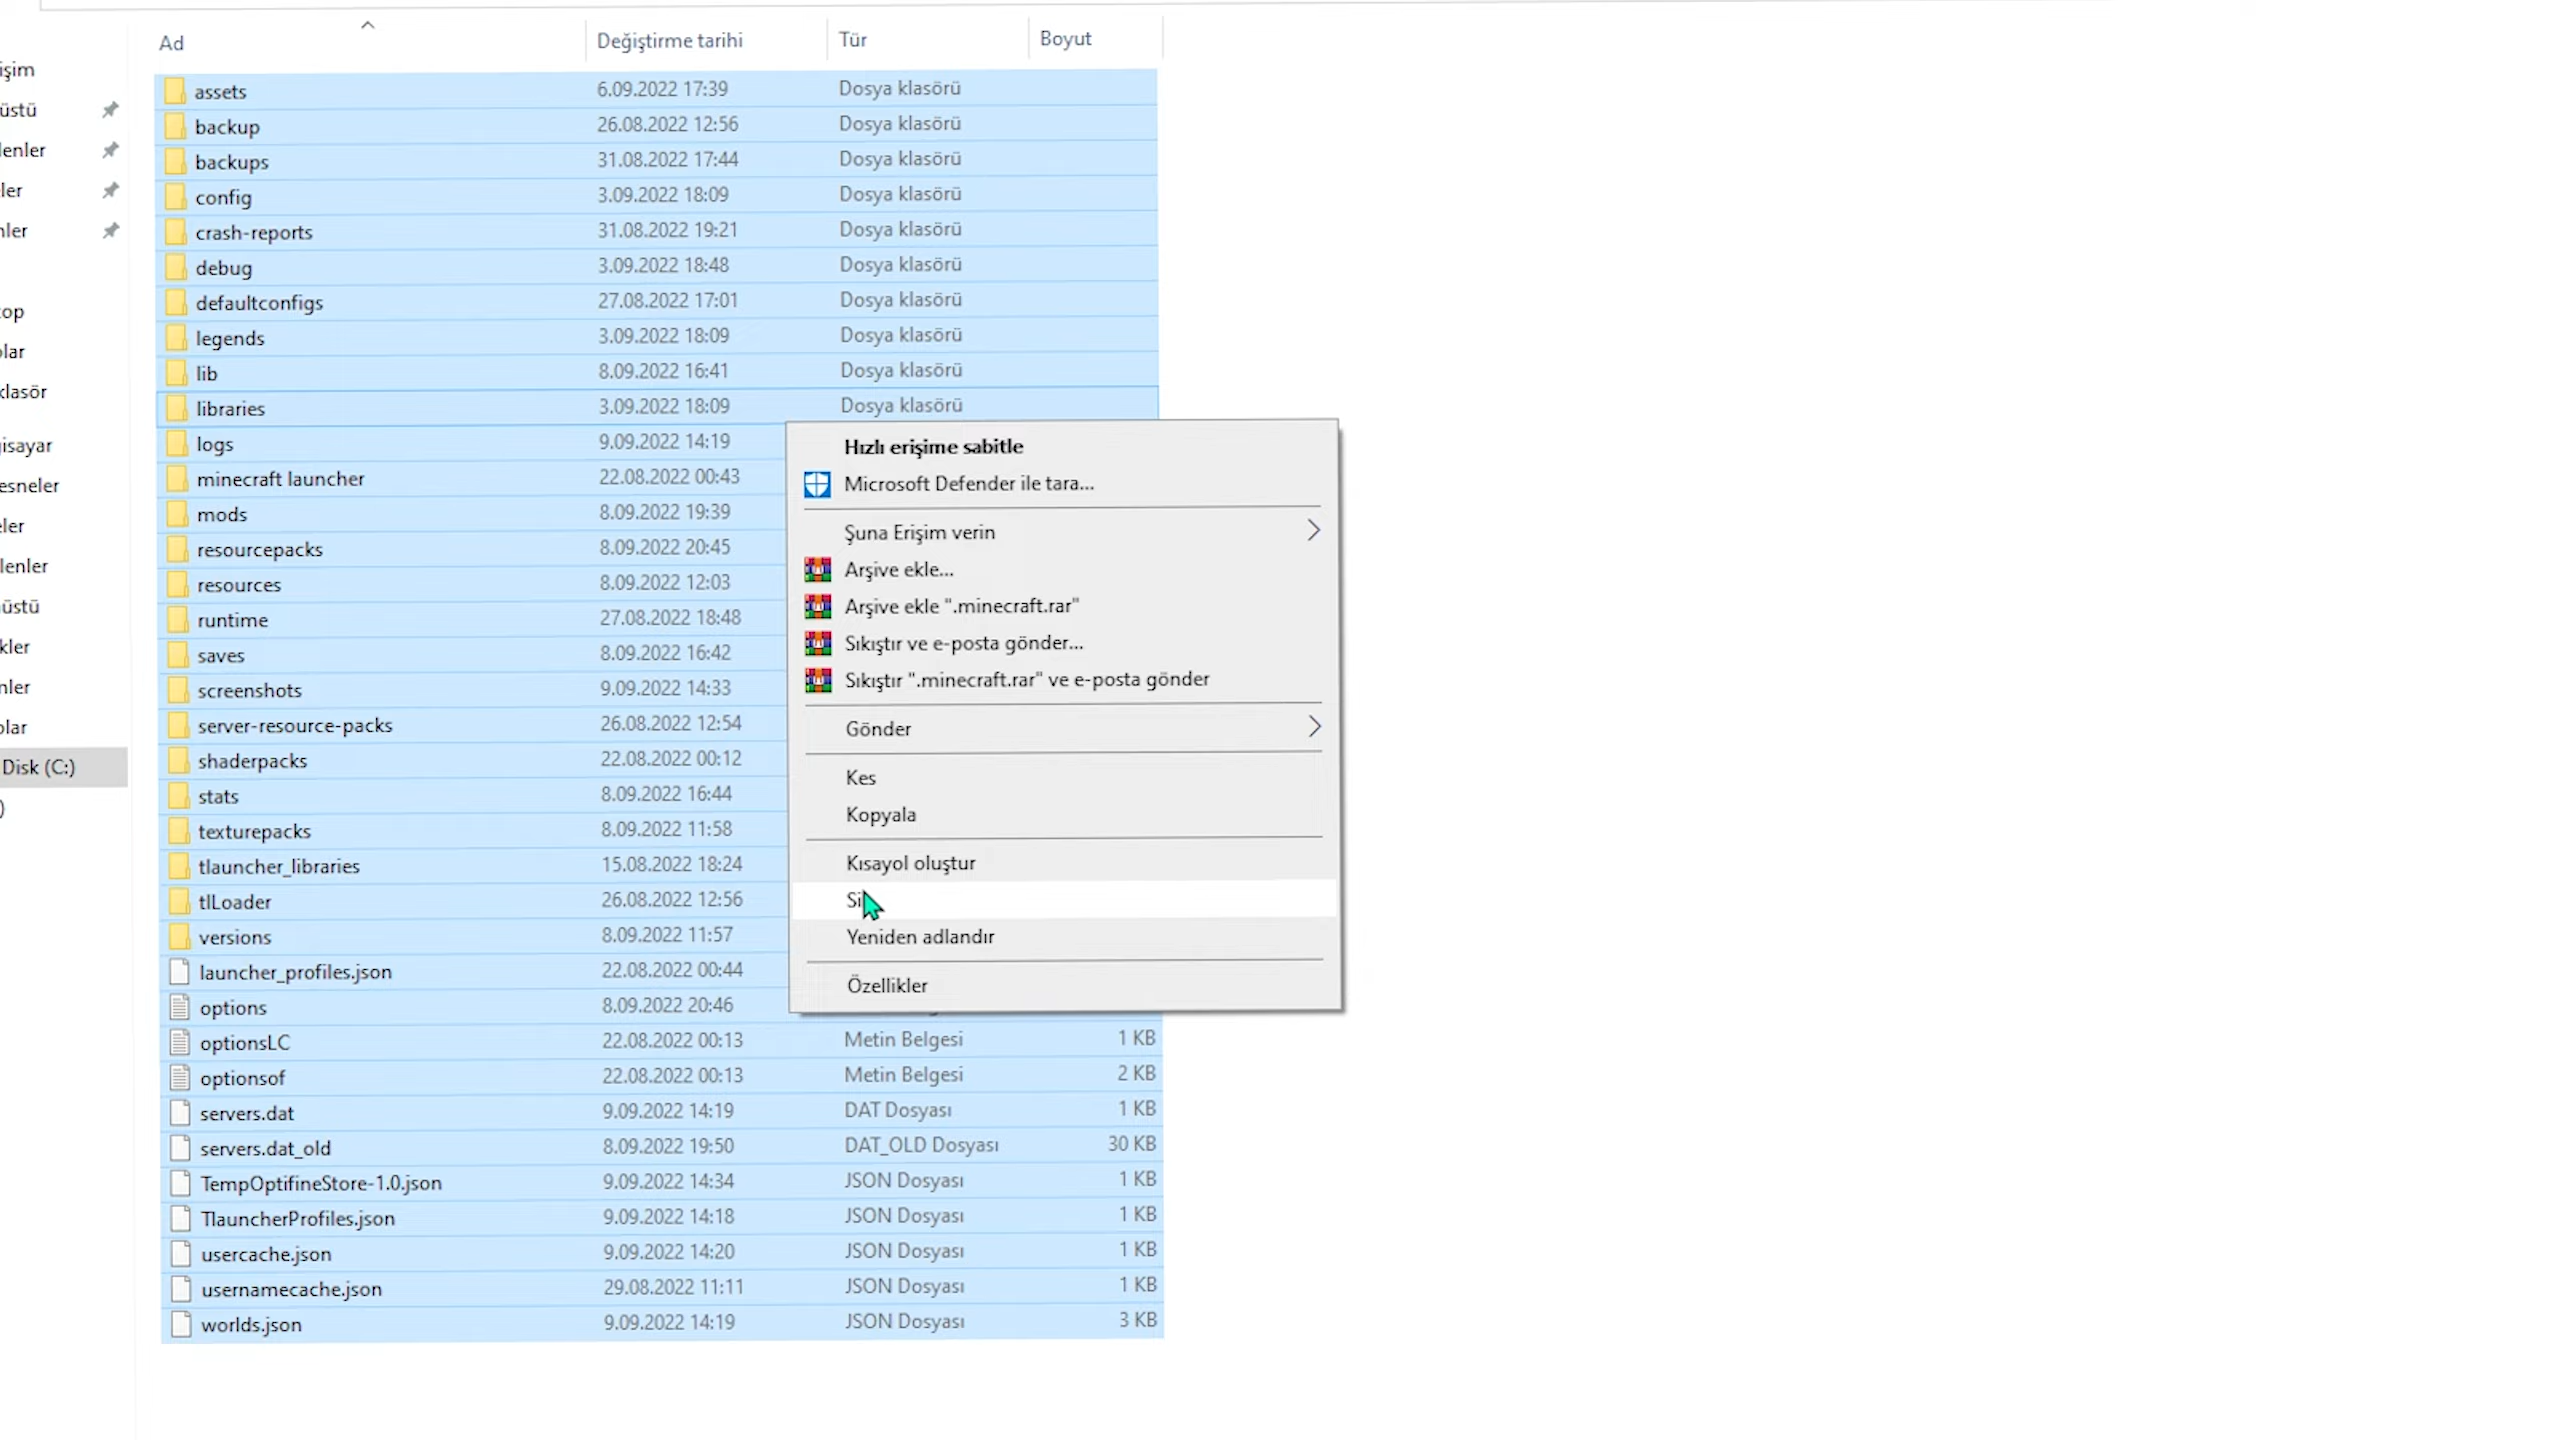 Ad Değiştirme tarihi Tür Boyut
işim
üstü
lenler
ler
nler
top
olar
klasör
isayar
esneler
eler
lenler
üstü
kler
nler
olar
Disk (C:)
)
assets 6.09.2022 17:39 Dosya klasörü
backup 26.08.2022 12:56 Dosya klasörü
backups 31.08.2022 17:44 Dosya klasörü
config 3.09.2022 18:09 Dosya klasörü
crash-reports 31.08.2022 19:21 Dosya klasörü
debug 3.09.2022 18:48 Dosya klasörü
defaultconfigs 27.08.2022 17:01 Dosya klasörü
legends 3.09.2022 18:09 Dosya klasörü
lib 8.09.2022 16:41 Dosya klasörü
libraries 3.09.2022 18:09 Dosya klasörü
logs 9.09.2022 14:19
minecraft launcher 22.08.2022 00:43
mods 8.09.2022 19:39
resourcepacks 8.09.2022 20:45
resources 8.09.2022 12:03
runtime 27.08.2022 18:48
saves 8.09.2022 16:42
screenshots 9.09.2022 14:33
server-resource-packs 26.08.2022 12:54
shaderpacks 22.08.2022 00:12
stats 8.09.2022 16:44
texturepacks 8.09.2022 11:58
tlauncher_libraries 15.08.2022 18:24
tlLoader 26.08.2022 12:56
versions 8.09.2022 11:57
launcher_profiles.json 22.08.2022 00:44
options 8.09.2022 20:46
optionsLC 22.08.2022 00:13 Metin Belgesi 1 KB
optionsof 22.08.2022 00:13 Metin Belgesi 2 KB
servers.dat 9.09.2022 14:19 DAT Dosyası 1 KB
servers.dat_old 8.09.2022 19:50 DAT_OLD Dosyası 30 KB
TempOptifineStore-1.0.json 9.09.2022 14:34 JSON Dosyası 1 KB
TlauncherProfiles.json 9.09.2022 14:18 JSON Dosyası 1 KB
usercache.json 9.09.2022 14:20 JSON Dosyası 1 KB
usernamecache.json 29.08.2022 11:11 JSON Dosyası 1 KB
worlds.json 9.09.2022 14:19 JSON Dosyası 3 KB
Hızlı erişime sabitle
Microsoft Defender ile tara...
Şuna Erişim verin
Arşive ekle...
Arşive ekle ".minecraft.rar"
Sıkıştır ve e-posta gönder...
Sıkıştır ".minecraft.rar" ve e-posta gönder
Gönder
Kes
Kopyala
Kısayol oluştur
Sil
Yeniden adlandır
Özellikler